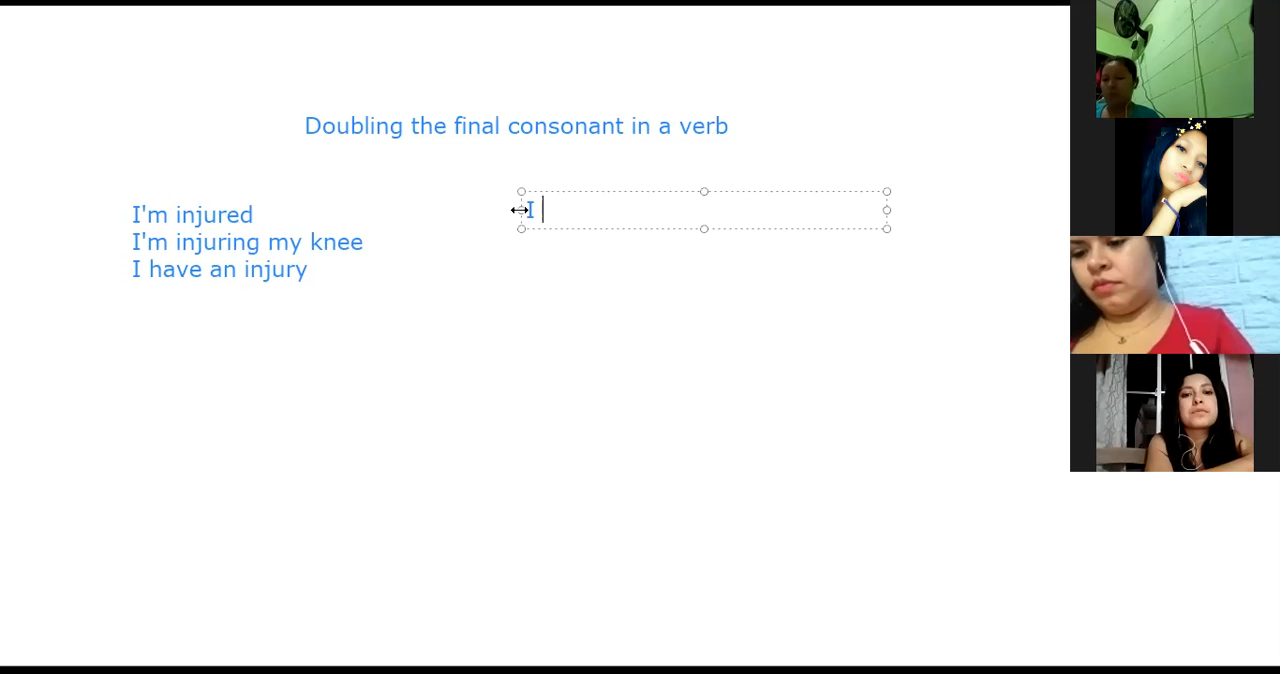 Doubling the final consonant in a verb
I
I'm injured
I'm injuring my knee
I have an injury